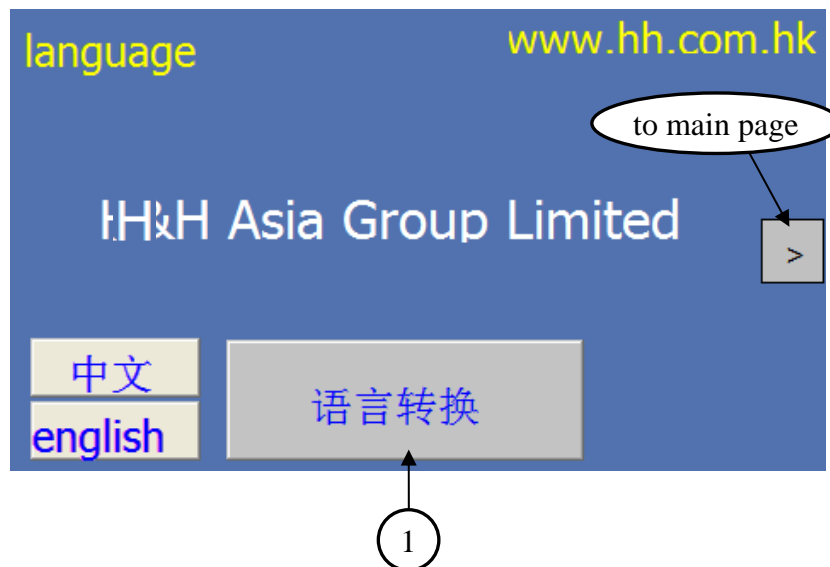 language
www.hh.com.hk
to main page
H&H Asia Group Limited
>
中文
语言转换
english
1